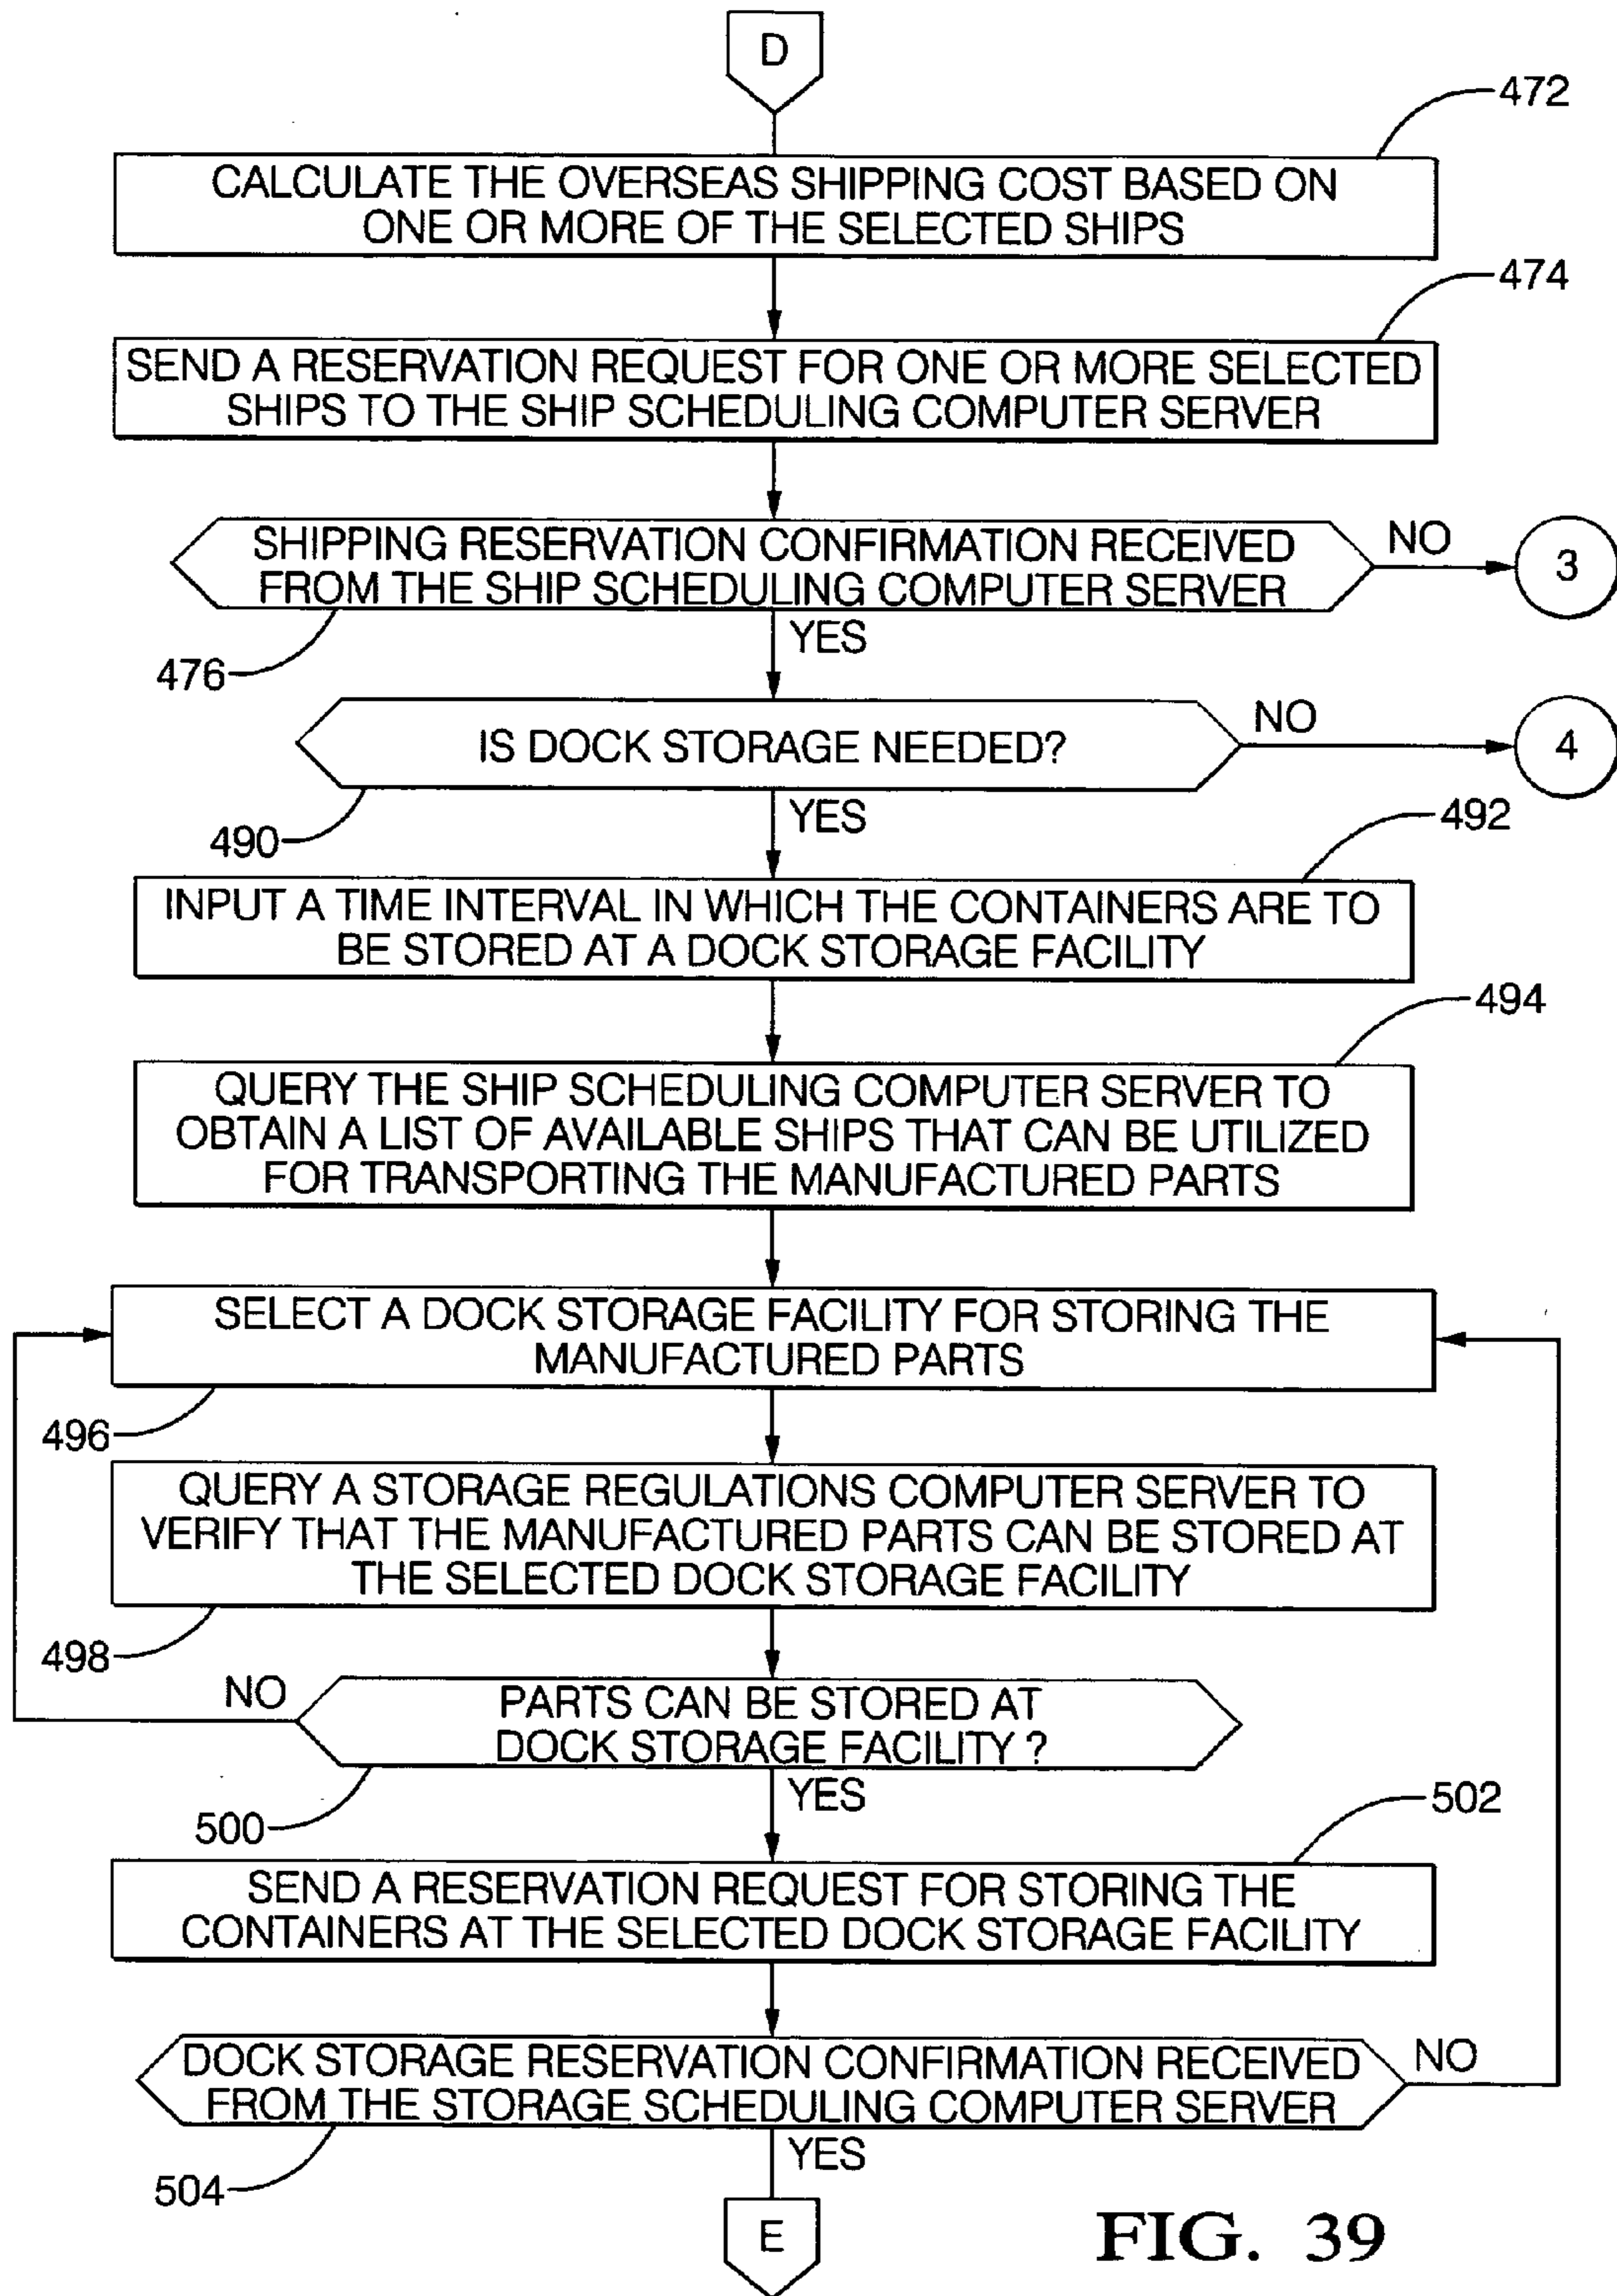 D
472
CALCULATE THE OVERSEAS SHIPPING COST BASED ON
ONE OR MORE OF THE SELECTED SHIPS
474
SEND A RESERVATION REQUEST FOR ONE OR MORE SELECTED
SHIPS TO THE SHIP SCHEDULING COMPUTER SERVER
SHIPPING RESERVATION CONFIRMATION RECEIVED
FROM THE SHIP SCHEDULING COMPUTER SERVER
NO
3
YES
476
IS DOCK STORAGE NEEDED?
NO
4
YES
490
492
INPUT A TIME INTERVAL IN WHICH THE CONTAINERS ARE TO
BE STORED AT A DOCK STORAGE FACILITY
494
QUERY THE SHIP SCHEDULING COMPUTER SERVER TO
OBTAIN A LIST OF AVAILABLE SHIPS THAT CAN BE UTILIZED
FOR TRANSPORTING THE MANUFACTURED PARTS
SELECT A DOCK STORAGE FACILITY FOR STORING THE
MANUFACTURED PARTS
496
QUERY A STORAGE REGULATIONS COMPUTER SERVER TO
VERIFY THAT THE MANUFACTURED PARTS CAN BE STORED AT
THE SELECTED DOCK STORAGE FACILITY
498
NO
PARTS CAN BE STORED AT
DOCK STORAGE FACILITY ?
YES
500
502
SEND A RESERVATION REQUEST FOR STORING THE
CONTAINERS AT THE SELECTED DOCK STORAGE FACILITY
DOCK STORAGE RESERVATION CONFIRMATION RECEIVED
FROM THE STORAGE SCHEDULING COMPUTER SERVER
NO
YES
504
E
FIG. 39